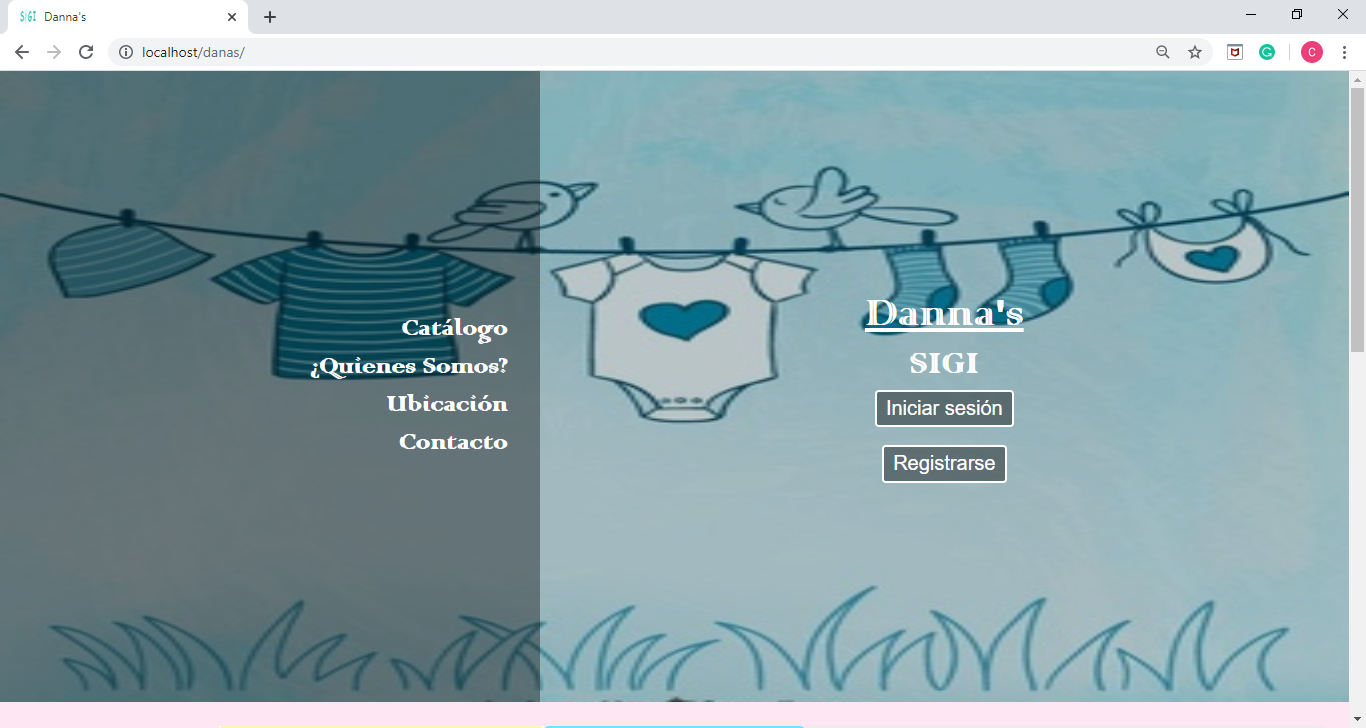 SIGI Danna's
localhost/danas/
C
Catálogo
¿Quienes Somos?
Ubicación
Contacto
Danna's
SIGI
Iniciar sesión
Registrarse